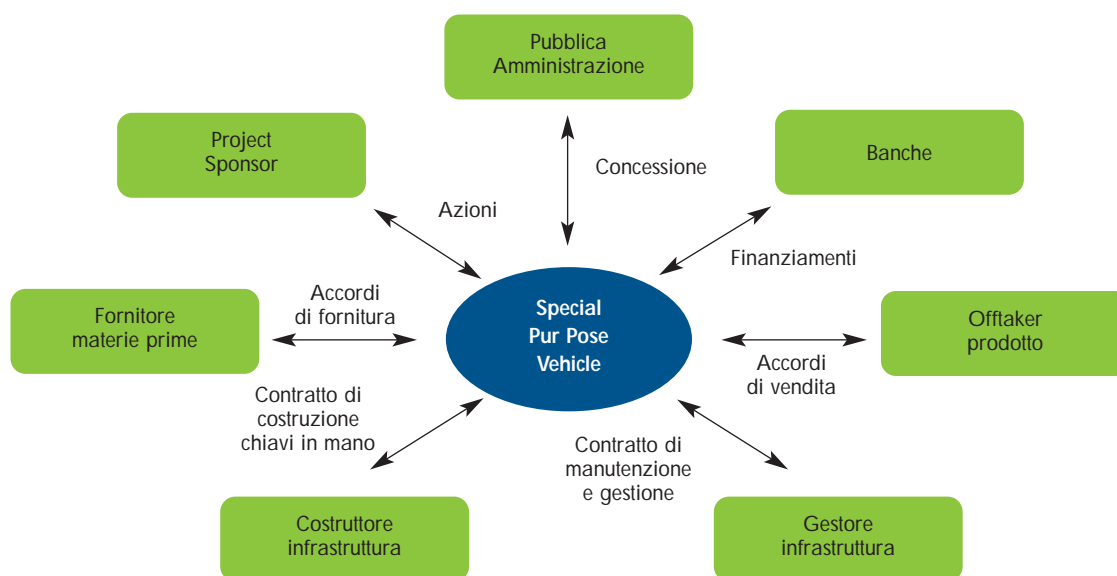 Pubblica
Amministrazione
Project
Sponsor
Banche
Concessione
Azioni
Finanziamenti
Fornitore
materie prime
Accordi
di fornitura
Special
Pur Pose
Vehicle
Offtaker
prodotto
Accordi
di vendita
Contratto di
costruzione
chiavi in mano
Contratto di
manutenzione
e gestione
Costruttore
infrastruttura
Gestore
infrastruttura